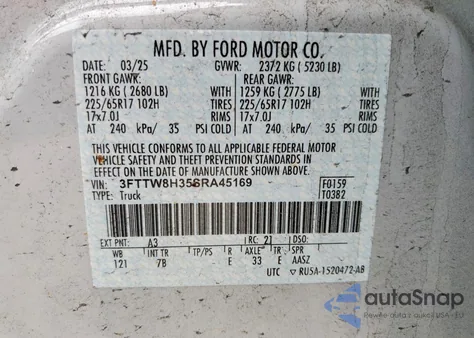 MFD. BY FORD MOTOR CO.
DATE: 03/25 GVWR: 2372 KG ( 5230 LB)
FRONT GAWR: REAR GAWR:
1216 KG ( 2680 LB) WITH 1259 KG ( 2775 LB) WITH
225/65R17 102H TIRES 225/65R17 102H TIRES
17x7.0J RIMS 17x7.0J RIMS
AT 240 kPa/ 35 PSI COLD AT 240 kPa/ 35 PSI COLD
THIS VEHICLE CONFORMS TO ALL APPLICABLE FEDERAL MOTOR
VEHICLE SAFETY AND THEFT PREVENTION STANDARDS IN
EFFECT ON THE DATE OF MANUFACTURE SHOWN ABOVE.
VIN: 3FTTW8H35SRA45169 F0159
TYPE: Truck T0382
EXT PNT: A3 RC: 21 DSO:
WB INT TR TP/PS R AXLE TR SPR
121 7B E 33 E AASZ
UTC RU5A-1520472-AB
autoSnap